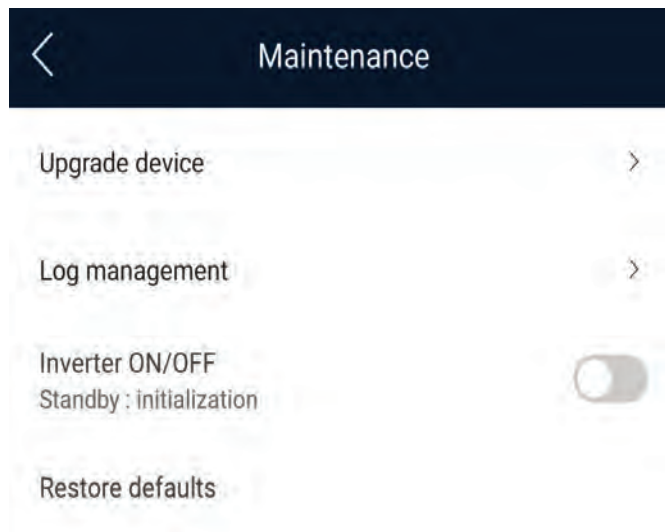 Maintenance
Upgrade device
Log management
Inverter ON/OFF
Standby : initialization
Restore defaults